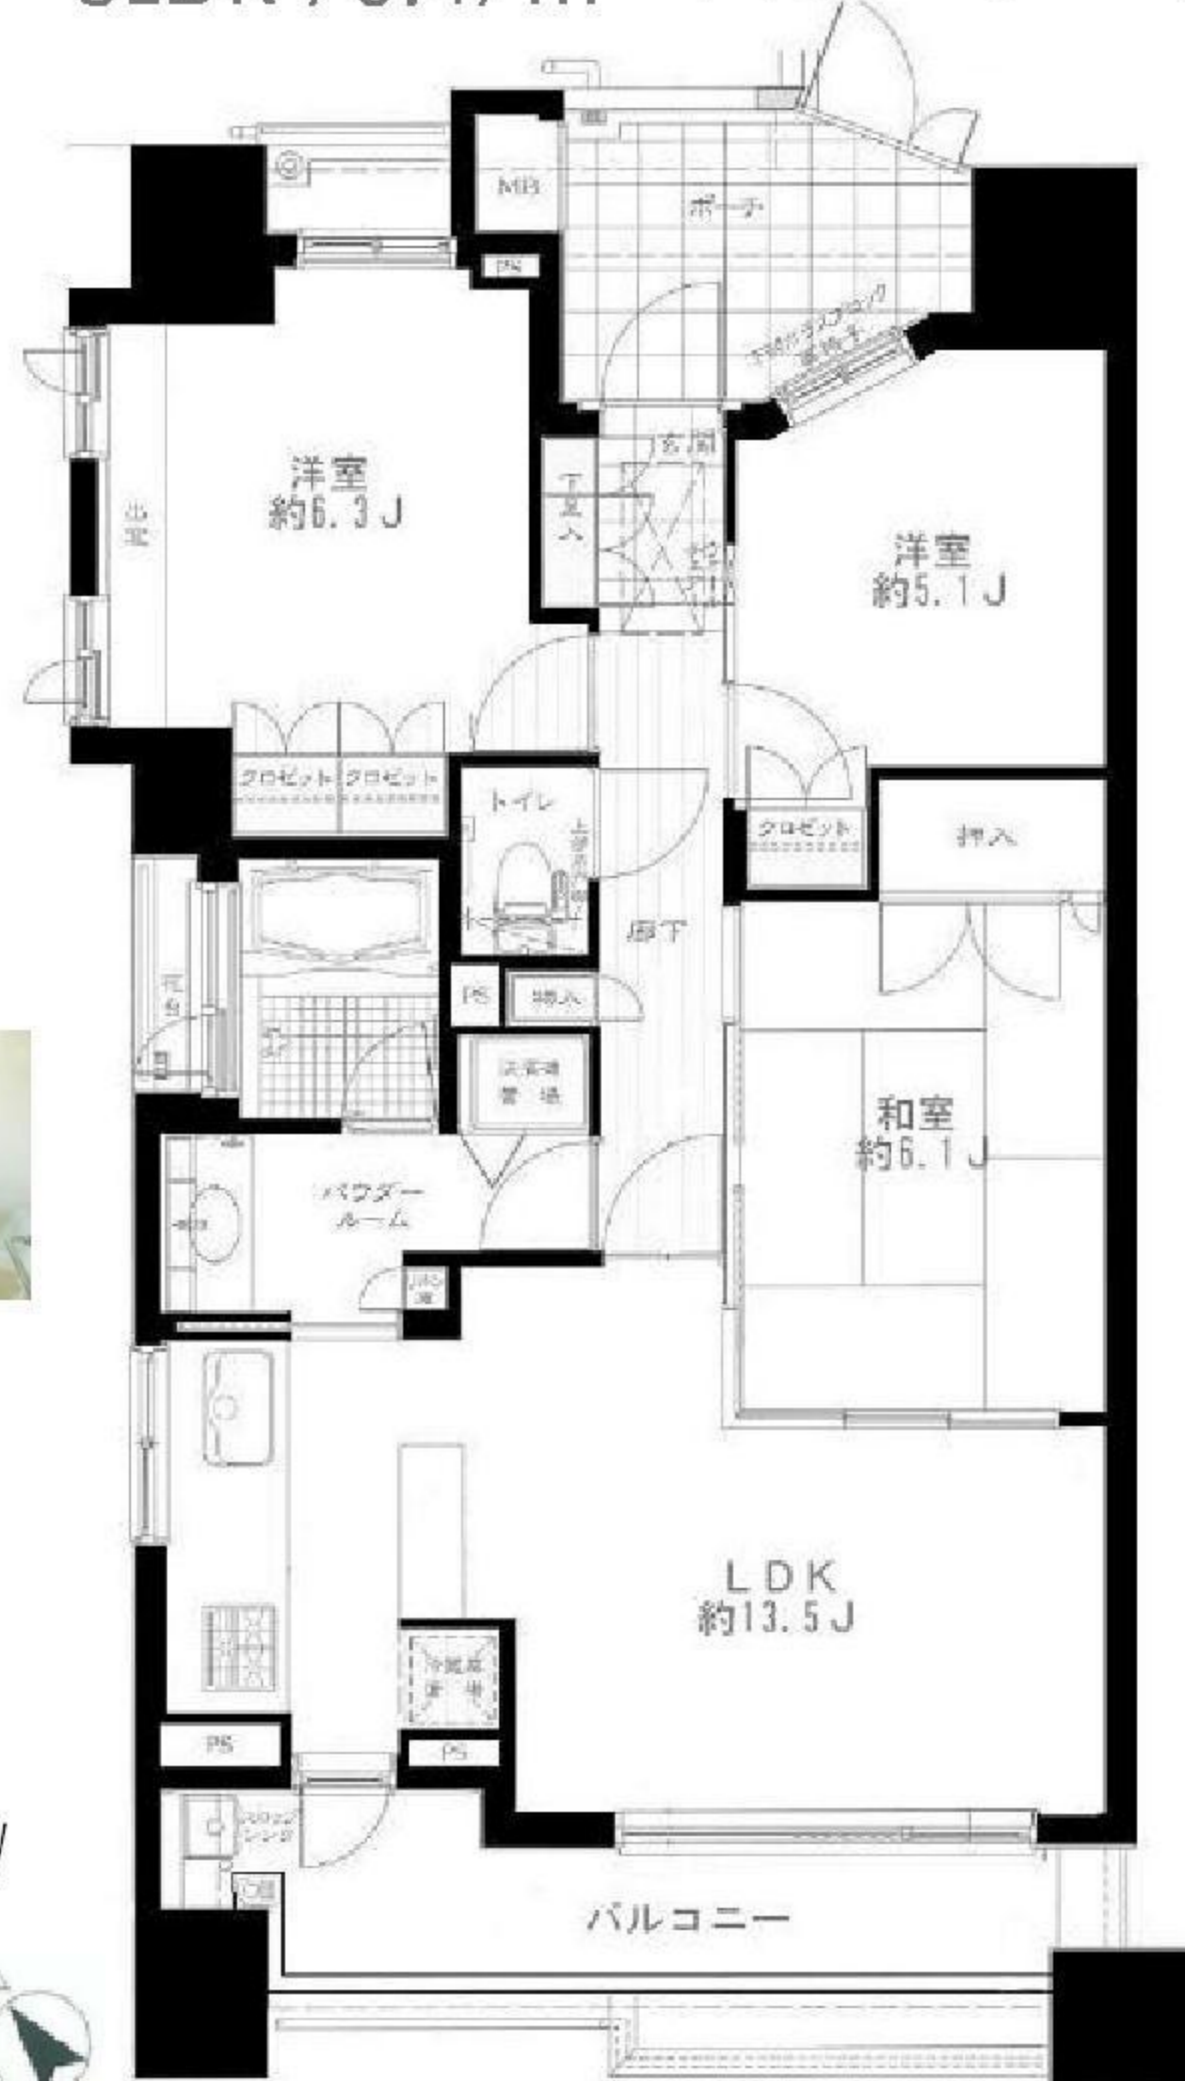 MB
ポーチ
PS
玄関
洋室
約6.3J
出窓
下足入
洋室
約5.1J
クロゼット
クロゼット
トイレ
クロゼット
押入
廊下
PS
物入
洗濯機
置場
和室
約6.1J
パウダー
ルーム
リネン
庫
LDK
約13.5J
冷蔵庫
置場
PS
PS
スロップ
シンク
バルコニー